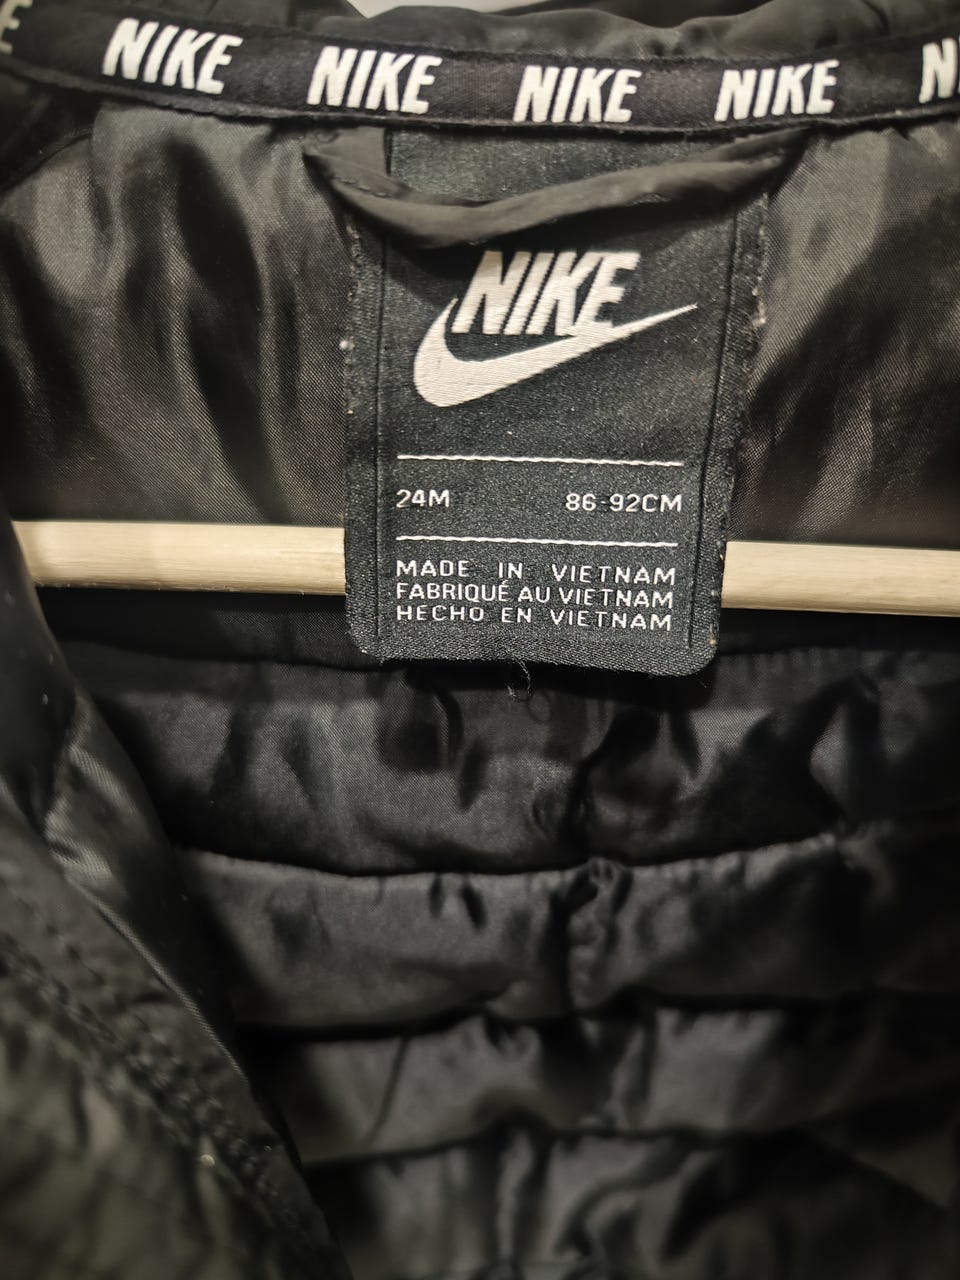 NIKE NIKE NIKE NIKE N
NIKE
24M 86-92CM
MADE IN VIETNAM
FABRIQUÉ AU VIETNAM
HECHO EN VIETNAM